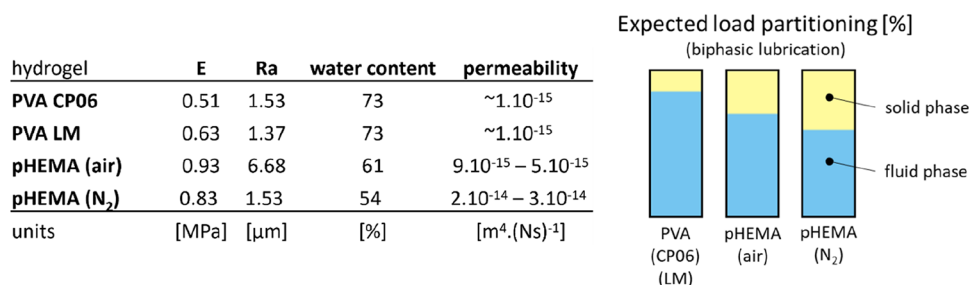 hydrogel E Ra water content permeability
PVA CP06 0.51 1.53 73 ~1.10⁻¹⁵
PVA LM 0.63 1.37 73 ~1.10⁻¹⁵
pHEMA (air) 0.93 6.68 61 9.10⁻¹⁵ – 5.10⁻¹⁵
pHEMA (N₂) 0.83 1.53 54 2.10⁻¹⁴ – 3.10⁻¹⁴
units [MPa] [µm] [%] [m⁴.(Ns)⁻¹]
Expected load partitioning [%]
(biphasic lubrication)
solid phase
fluid phase
PVA pHEMA pHEMA
(CP06) (air) (N₂)
(LM)